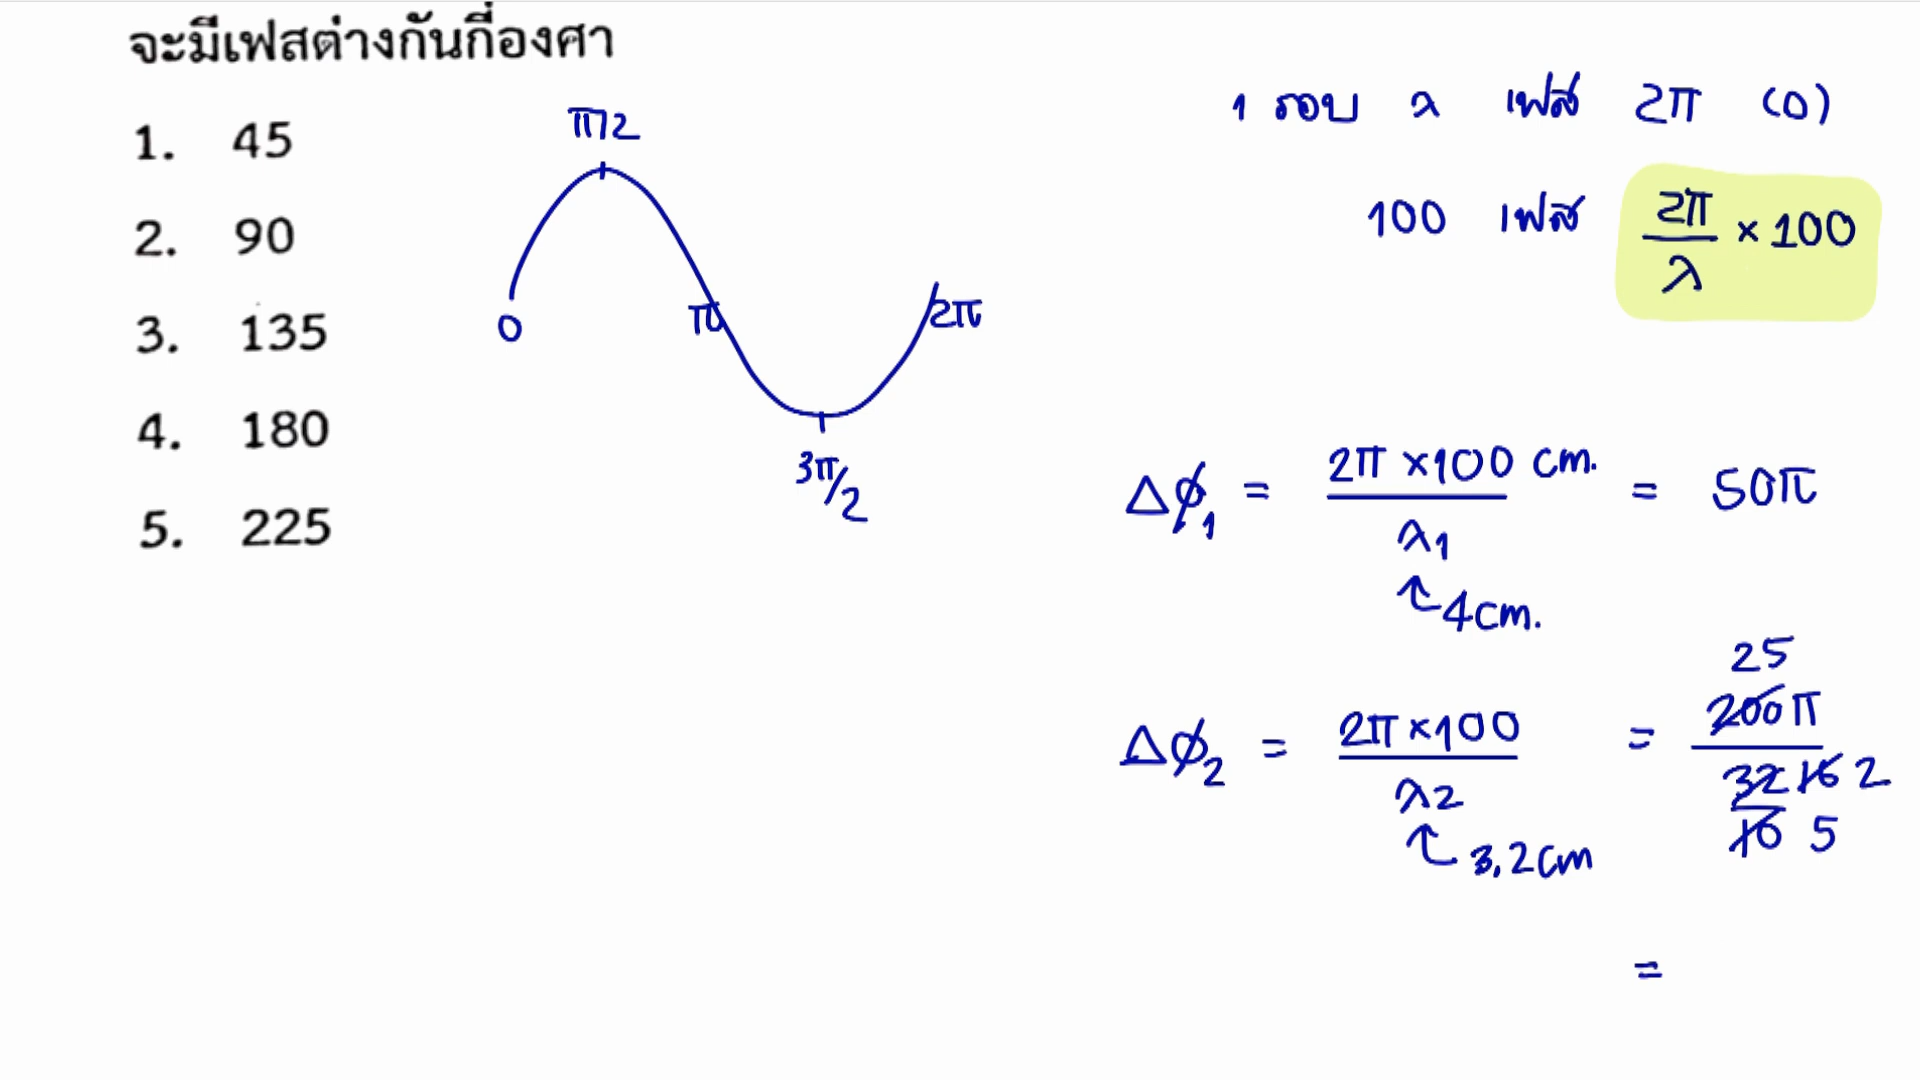 จะมีเฟสต่างกันกี่องศา
1. 45
2. 90
3. 135
4. 180
5. 225
π/2
0
π
2π
3π/2
1 รอบ λ เฟส 2π (0)
100 เฟส 2π/λ × 100
Δϕ₁ = 2π × 100 cm. / λ1 = 50π
4cm.
Δϕ₂ = 2π × 100 / λ2 = 200π / 32/10
25
16 2
5
3.2cm
=